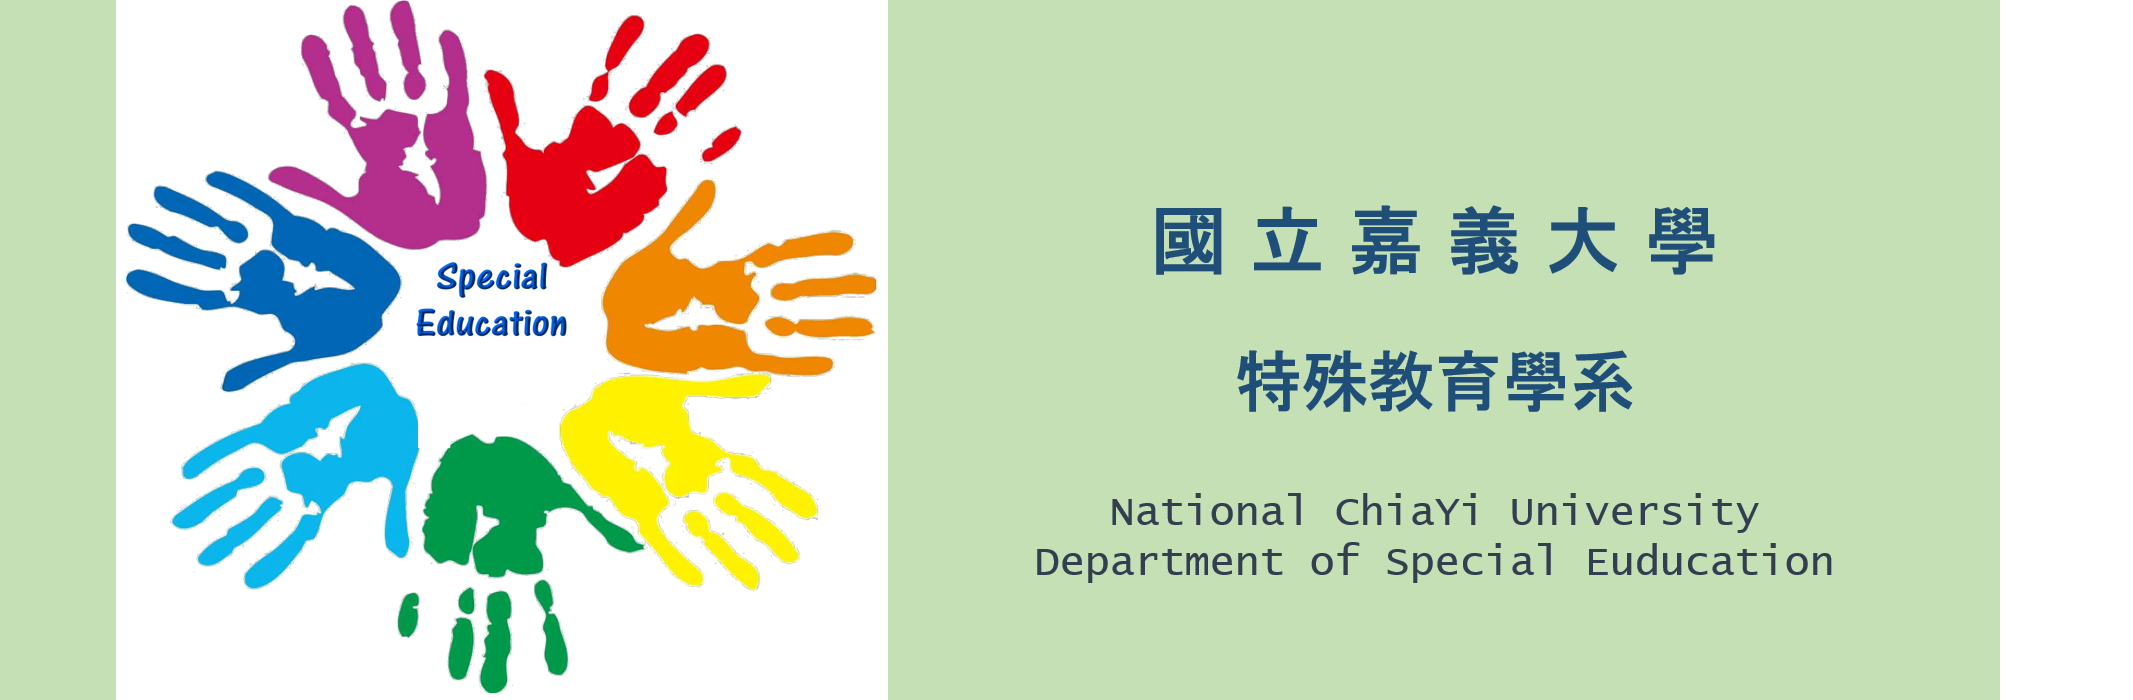 Special
Education
國立嘉義大學
特殊教育學系
National ChiaYi University
Department of Special Euducation